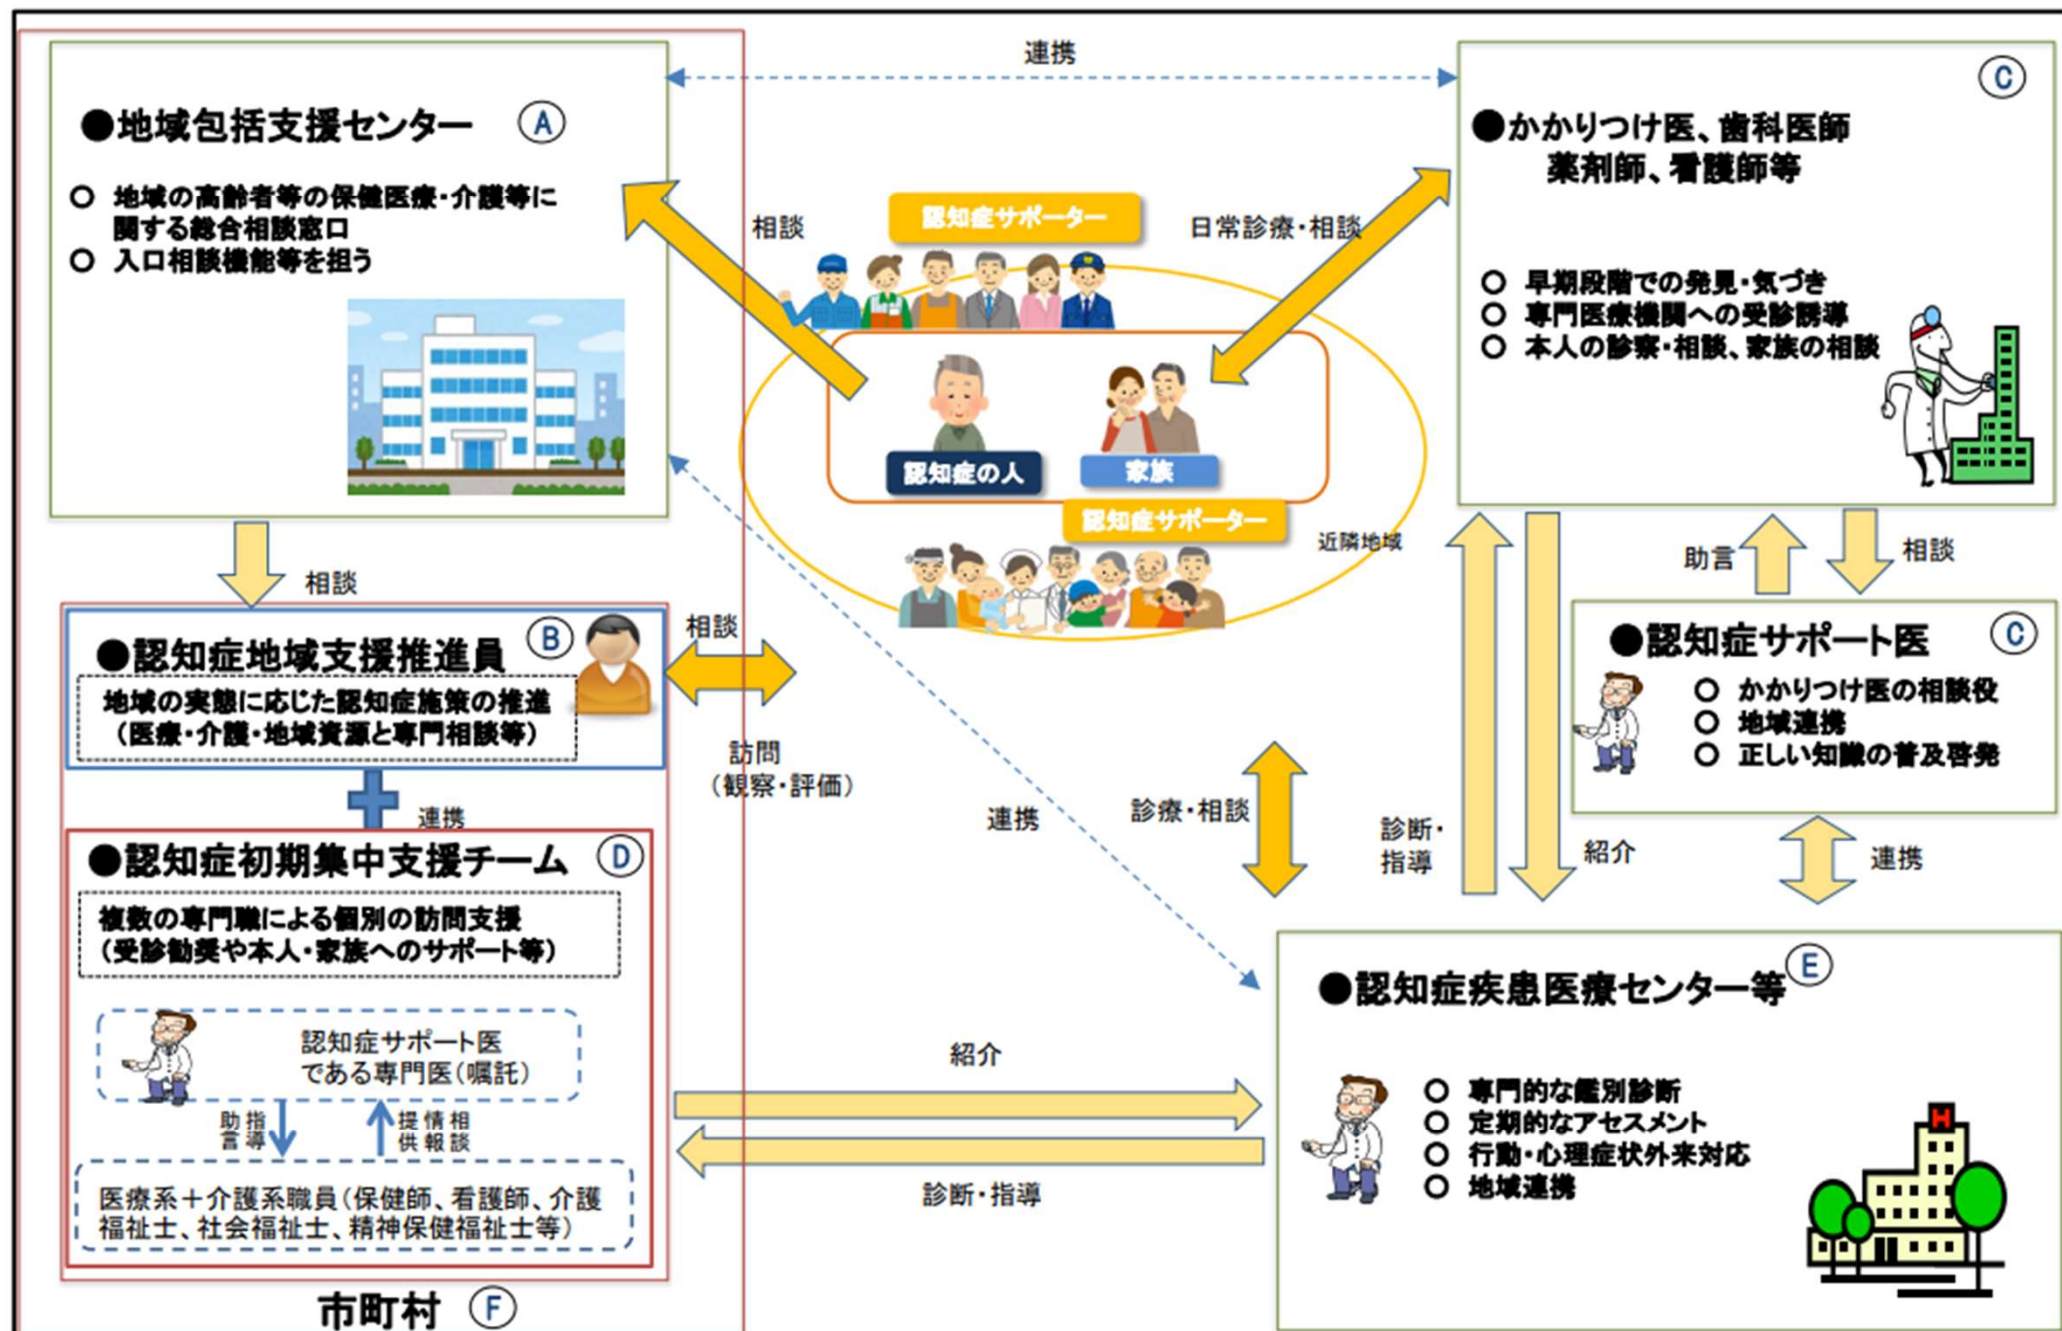 連携
●地域包括支援センター A
○ 地域の高齢者等の保健医療・介護等に
関する総合相談窓口
○ 入口相談機能等を担う
相談
認知症サポーター
日常診療・相談
C
●かかりつけ医、歯科医師
薬剤師、看護師等
○ 早期段階での発見・気づき
○ 専門医療機関への受診誘導
○ 本人の診察・相談、家族の相談
認知症の人
家族
認知症サポーター
近隣地域
相談
●認知症地域支援推進員 B
地域の実態に応じた認知症施策の推進
（医療・介護・地域資源と専門相談等）
相談
訪問
（観察・評価）
連携
●認知症初期集中支援チーム D
複数の専門職による個別の訪問支援
（受診勧奨や本人・家族へのサポート等）
認知症サポート医
である専門医（嘱託）
指導
助言
相談
情報
提供
医療系＋介護系職員（保健師、看護師、介護
福祉士、社会福祉士、精神保健福祉士等）
市町村 F
連携
診療・相談
診断・
指導
紹介
助言
相談
●認知症サポート医 C
○ かかりつけ医の相談役
○ 地域連携
○ 正しい知識の普及啓発
連携
紹介
診断・指導
●認知症疾患医療センター等 E
○ 専門的な鑑別診断
○ 定期的なアセスメント
○ 行動・心理症状外来対応
○ 地域連携
H